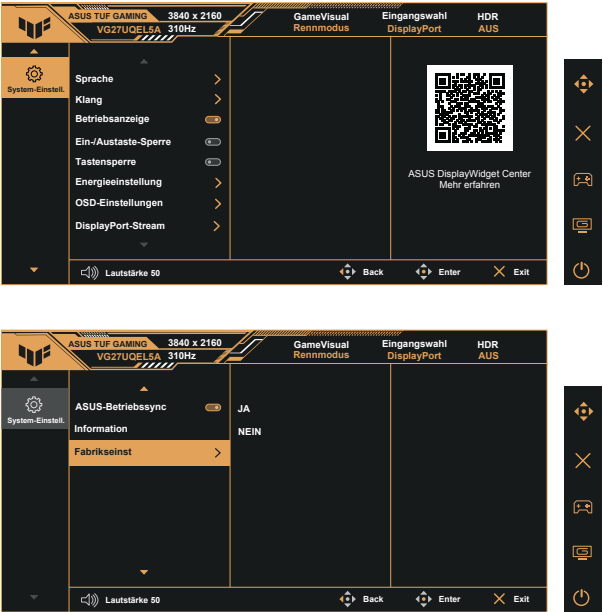 ASUS TUF GAMING 3840 x 2160 GameVisual Eingangswahl HDR
VG27UQEL5A 310Hz Rennmodus DisplayPort AUS
System-Einstell.
Sprache
Klang
Betriebsanzeige
Ein-/Austaste-Sperre
Tastensperre
Energieeinstellung
OSD-Einstellungen
DisplayPort-Stream
ASUS DisplayWidget Center
Mehr erfahren
Lautstärke 50 Back Enter Exit
ASUS TUF GAMING 3840 x 2160 GameVisual Eingangswahl HDR
VG27UQEL5A 310Hz Rennmodus DisplayPort AUS
System-Einstell.
ASUS-Betriebssync JA
Information NEIN
Fabrikseinst
Lautstärke 50 Back Enter Exit